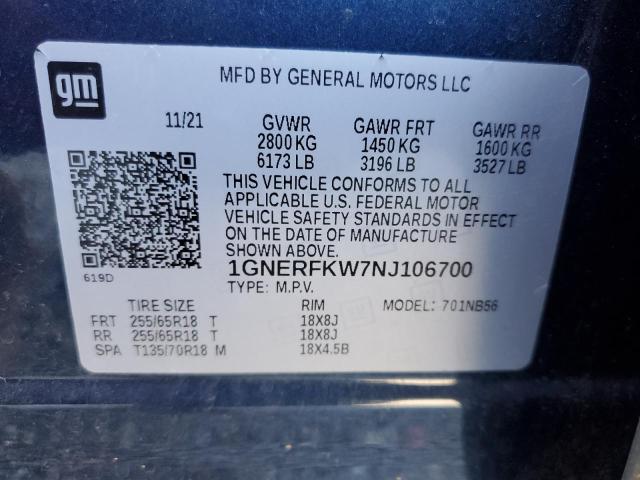 gm
MFD BY GENERAL MOTORS LLC
11/21 GVWR GAWR FRT GAWR RR
2800 KG 1450 KG 1600 KG
6173 LB 3196 LB 3527 LB
THIS VEHICLE CONFORMS TO ALL
APPLICABLE U.S. FEDERAL MOTOR
VEHICLE SAFETY STANDARDS IN EFFECT
ON THE DATE OF MANUFACTURE
SHOWN ABOVE.
1GNERFKW7NJ106700
619D
TYPE: M.P.V.
TIRE SIZE RIM MODEL: 701NB56
FRT 255/65R18 T 18X8J
RR 255/65R18 T 18X8J
SPA T135/70R18 M 18X4.5B